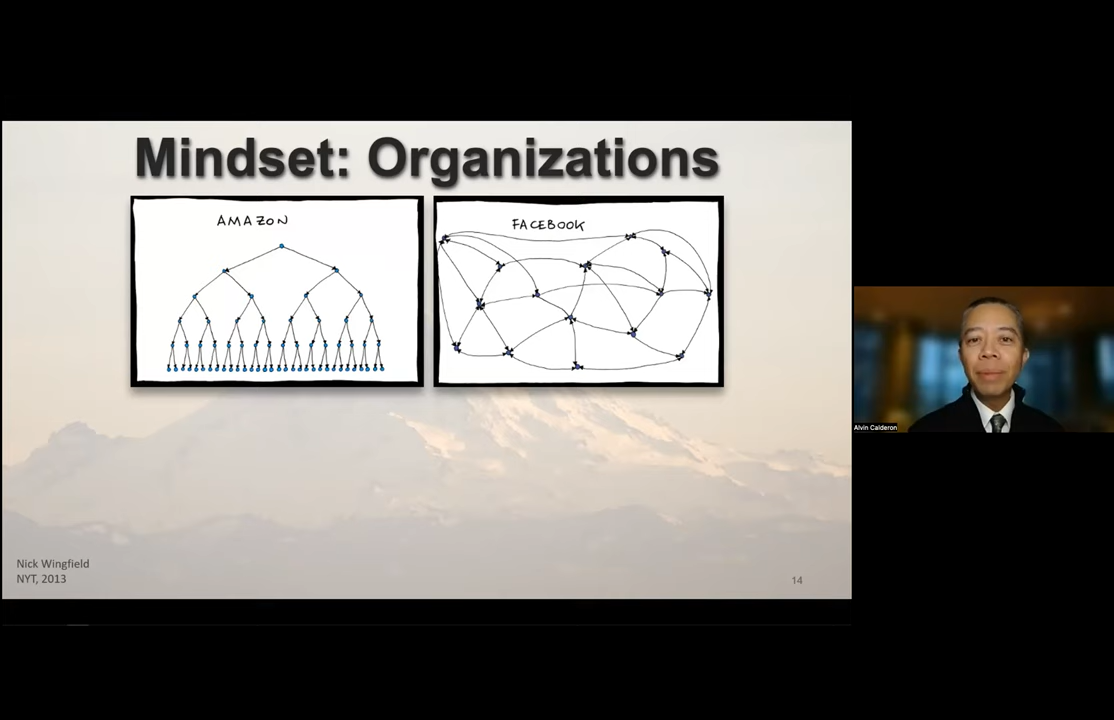 Mindset: Organizations
AMAZON
FACEBOOK
Alvin Calderon
Nick Wingfield
NYT, 2013
14